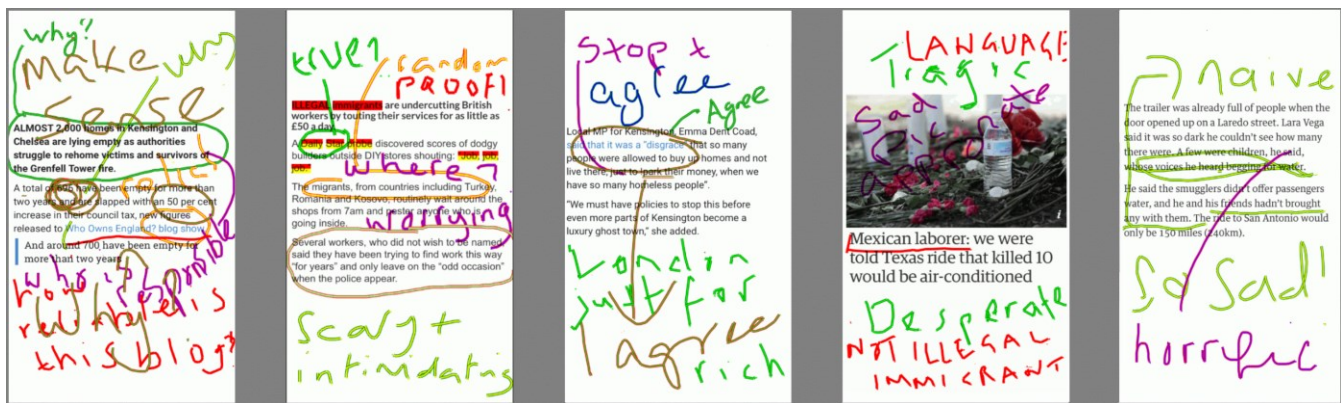 why?
make
sense
why
ALMOST 2,000 homes in Kensington and
Chelsea are lying empty as authorities
struggle to rehome victims and survivors of
the Grenfell Tower fire.
A total of 696 have been empty for more than
two years and are slapped with an 50 per cent
increase in their council tax, new figures
released to Who Owns England? blog show.
And around 700 have been empty for
more than two years
who is responsible
Why
how
reliable is
this blog?
true?
random
PROOF!
ILLEGAL immigrants are undercutting British
workers by touting their services for as little as
£50 a day.
A Daily Star probe discovered scores of dodgy
builders outside DIY stores shouting: "Job, job,
job."
where?
The migrants, from countries including Turkey,
Romania and Kosovo, routinely wait around the
shops from 7am and pester anyone who is
going inside.
worrying
Several workers, who did not wish to be named
said they have been trying to find work this way
"for years" and only leave on the "odd occasion"
when the police appear.
Scary +
intimidating
Stop +
agree
Agree
Local MP for Kensington, Emma Dent Coad,
said that it was a "disgrace" that so many
people were allowed to buy up homes and not
live there, just to park their money, when we
have so many homeless people".
"We must have policies to stop this before
even more parts of Kensington become a
luxury ghost town," she added.
London
just for
rich
I agree
LANGUAGE
Tragic
Sad
Mexican laborer: we were
told Texas ride that killed 10
would be air-conditioned
Desperate
NOT ILLEGAL
IMMIGRANT
naive
The trailer was already full of people when the
door opened up on a Laredo street. Lara Vega
said it was so dark he couldn't see how many
there were. A few were children, he said,
whose voices he heard begging for water.
He said the smugglers didn't offer passengers
water, and he and his friends hadn't brought
any with them. The ride to San Antonio would
only be 150 miles (240km).
So sad!
horrific